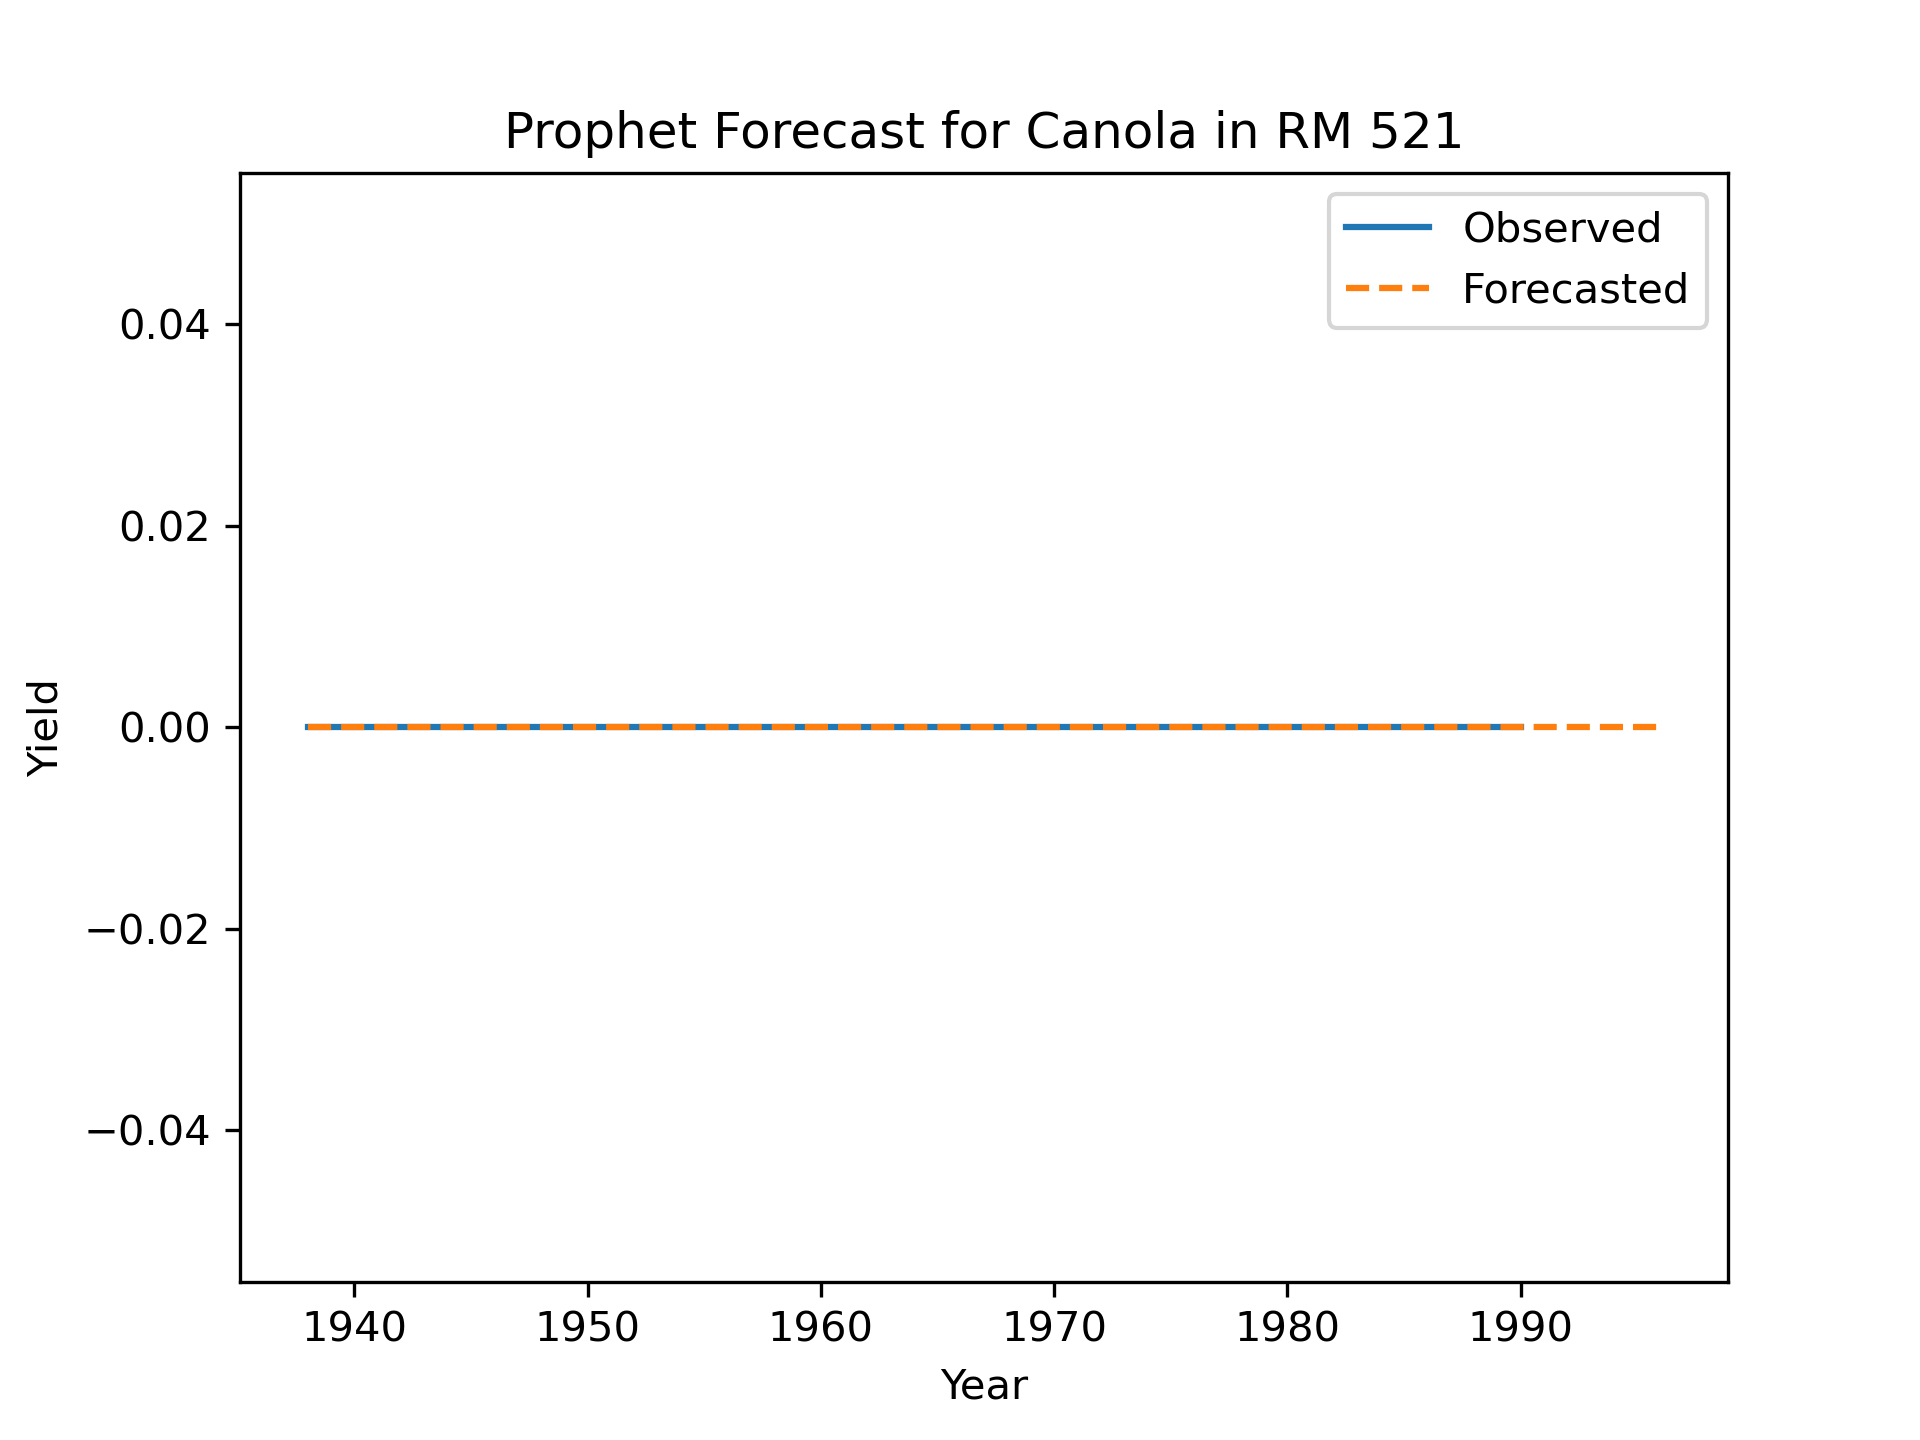 Prophet Forecast for Canola in RM 521
Observed
Forecasted
0.04
0.02
0.00
−0.02
−0.04
Yield
1940 1950 1960 1970 1980 1990
Year